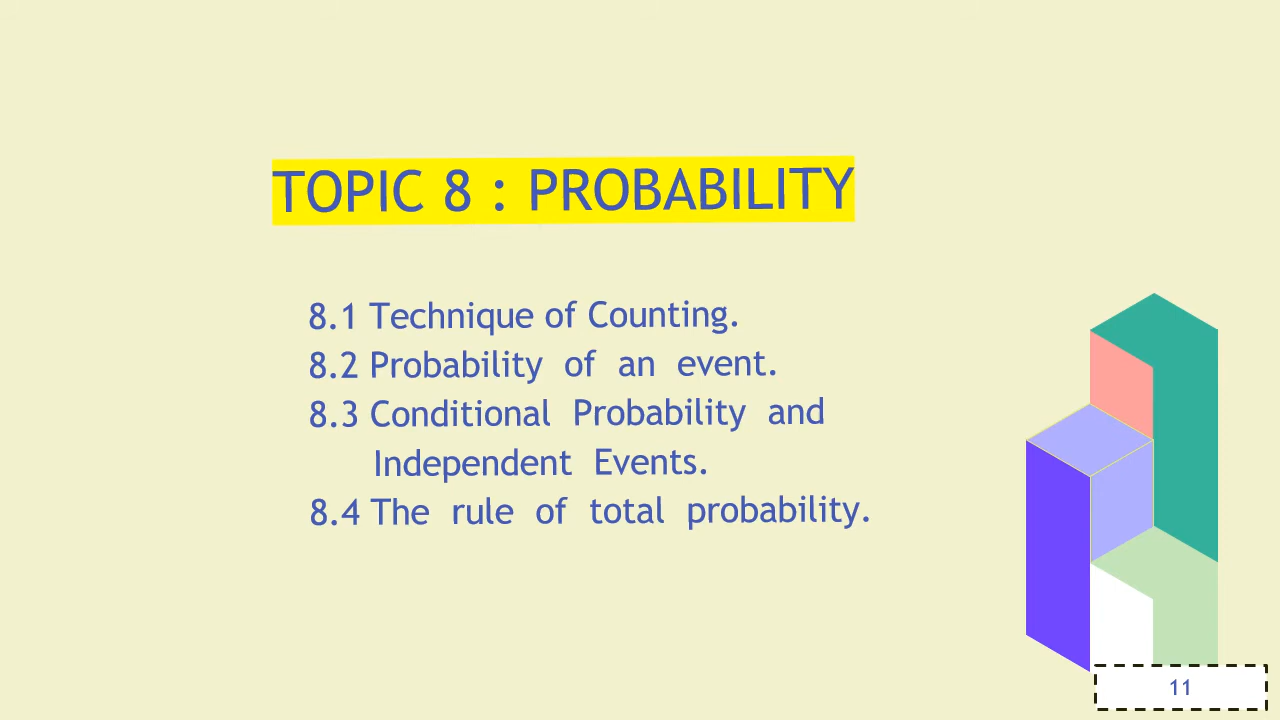 TOPIC 8 : PROBABILITY
8.1 Technique of Counting.
8.2 Probability of an event.
8.3 Conditional Probability and
Independent Events.
8.4 The rule of total probability.
11